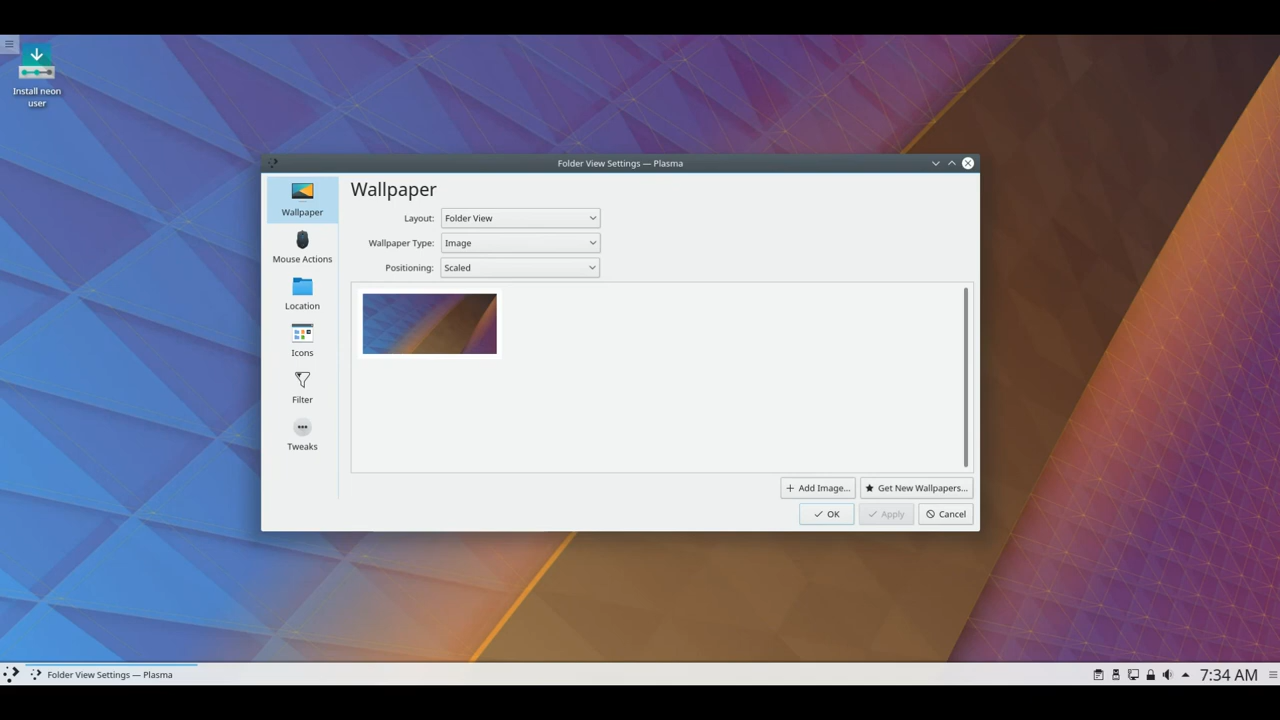 Install neon
user
Folder View Settings — Plasma
Wallpaper
Mouse Actions
Location
Icons
Filter
Tweaks
Wallpaper
Layout: Folder View
Wallpaper Type: Image
Positioning: Scaled
Add Image...
Get New Wallpapers...
OK
Apply
Cancel
Folder View Settings — Plasma
7:34 AM